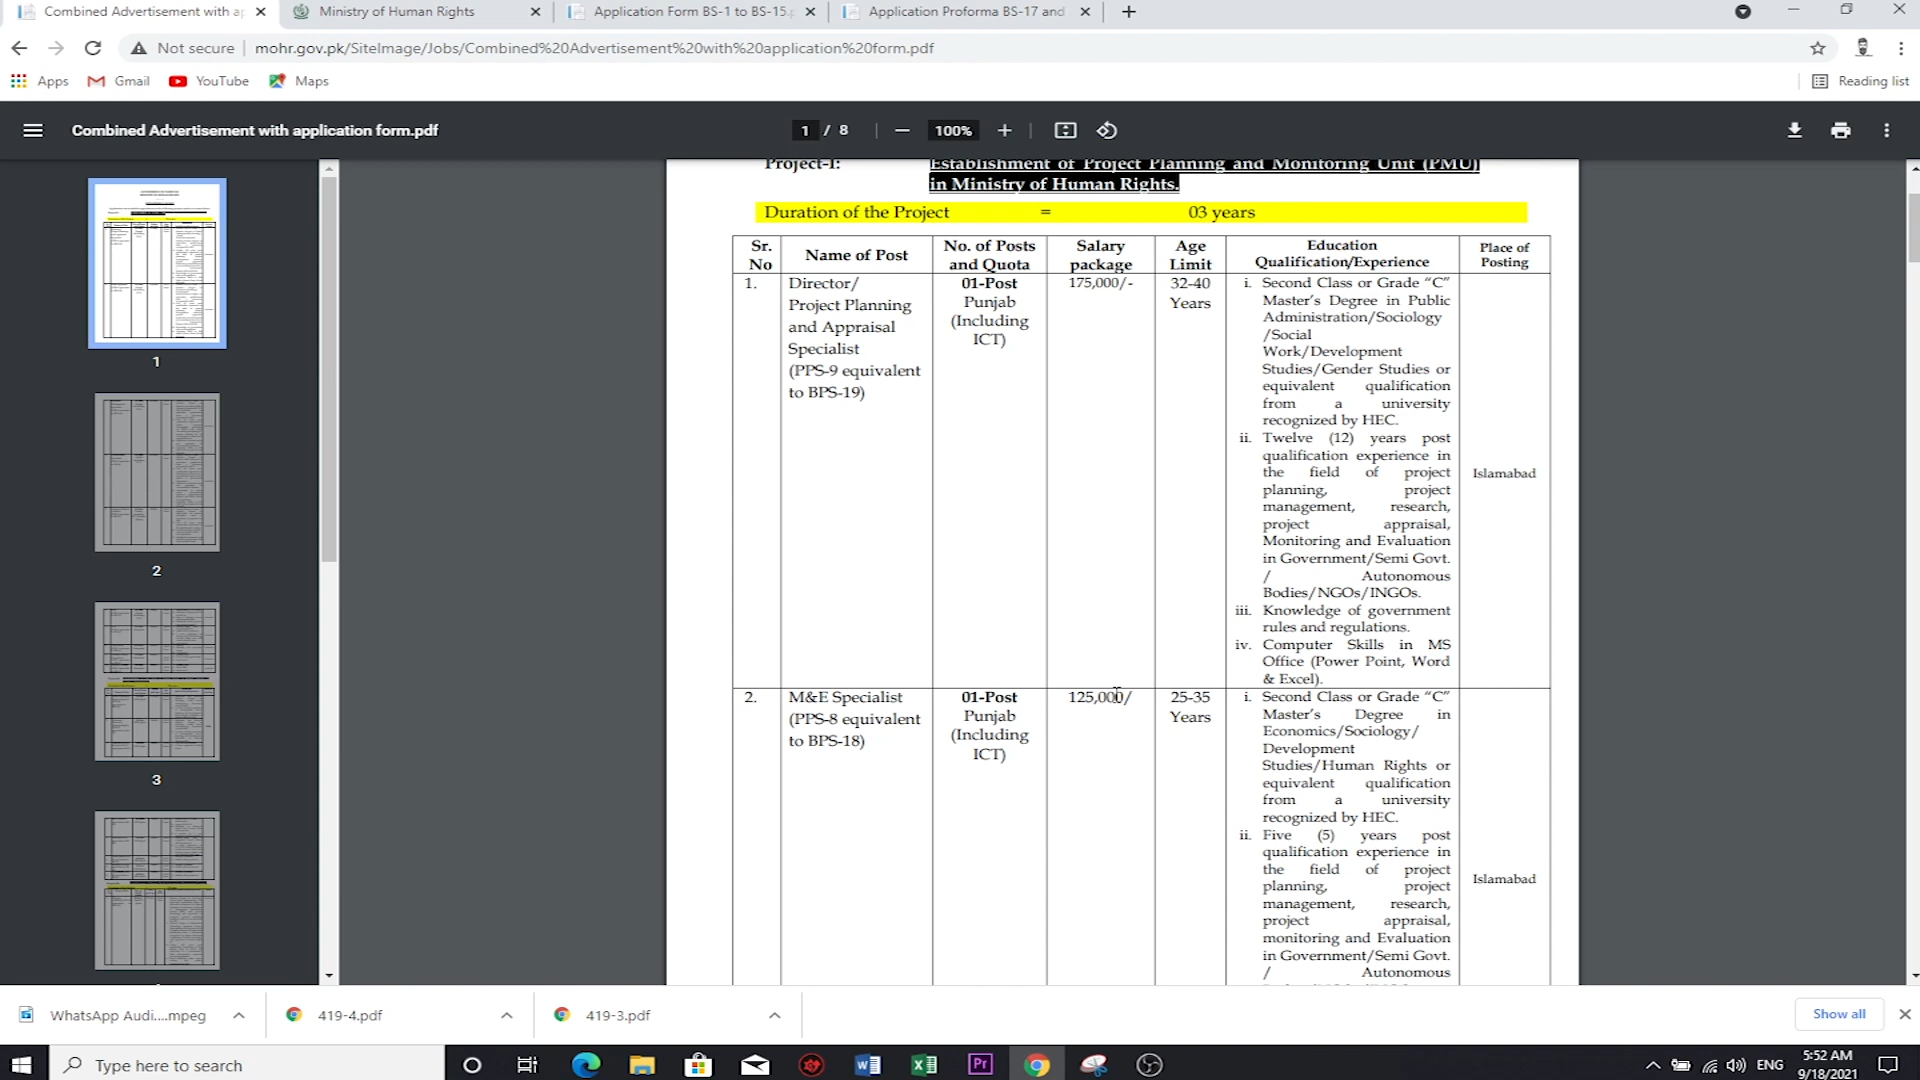 Combined Advertisement with ap
Ministry of Human Rights
Application Form BS-1 to BS-15.p
Application Proforma BS-17 and
Not secure
mohr.gov.pk/SiteImage/Jobs/Combined%20Advertisement%20with%20application%20form.pdf
Apps
Gmail
YouTube
Maps
Reading list
Combined Advertisement with application form.pdf
1 / 8
100%
1
2
3
Project-I:
Establishment of Project Planning and Monitoring Unit (PMU)
in Ministry of Human Rights.
Duration of the Project = 03 years
Sr. No
Name of Post
No. of Posts and Quota
Salary package
Age Limit
Education Qualification/Experience
Place of Posting
1.
Director/
Project Planning
and Appraisal
Specialist
(PPS-9 equivalent
to BPS-19)
01-Post
Punjab
(Including
ICT)
175,000/-
32-40
Years
i. Second Class or Grade “C”
Master’s Degree in Public
Administration/Sociology
/Social
Work/Development
Studies/Gender Studies or
equivalent qualification
from a university
recognized by HEC.
ii. Twelve (12) years post
qualification experience in
the field of project
planning, project
management, research,
project appraisal,
Monitoring and Evaluation
in Government/Semi Govt.
/ Autonomous
Bodies/NGOs/INGOs.
iii. Knowledge of government
rules and regulations.
iv. Computer Skills in MS
Office (Power Point, Word
& Excel).
Islamabad
2.
M&E Specialist
(PPS-8 equivalent
to BPS-18)
01-Post
Punjab
(Including
ICT)
125,000/
25-35
Years
i. Second Class or Grade “C”
Master’s Degree in
Economics/Sociology/
Development
Studies/Human Rights or
equivalent qualification
from a university
recognized by HEC.
ii. Five (5) years post
qualification experience in
the field of project
planning, project
management, research,
project appraisal,
monitoring and Evaluation
in Government/Semi Govt.
/ Autonomous
Islamabad
WhatsApp Audi....mpeg
419-4.pdf
419-3.pdf
Show all
Type here to search
ENG
5:52 AM
9/18/2021